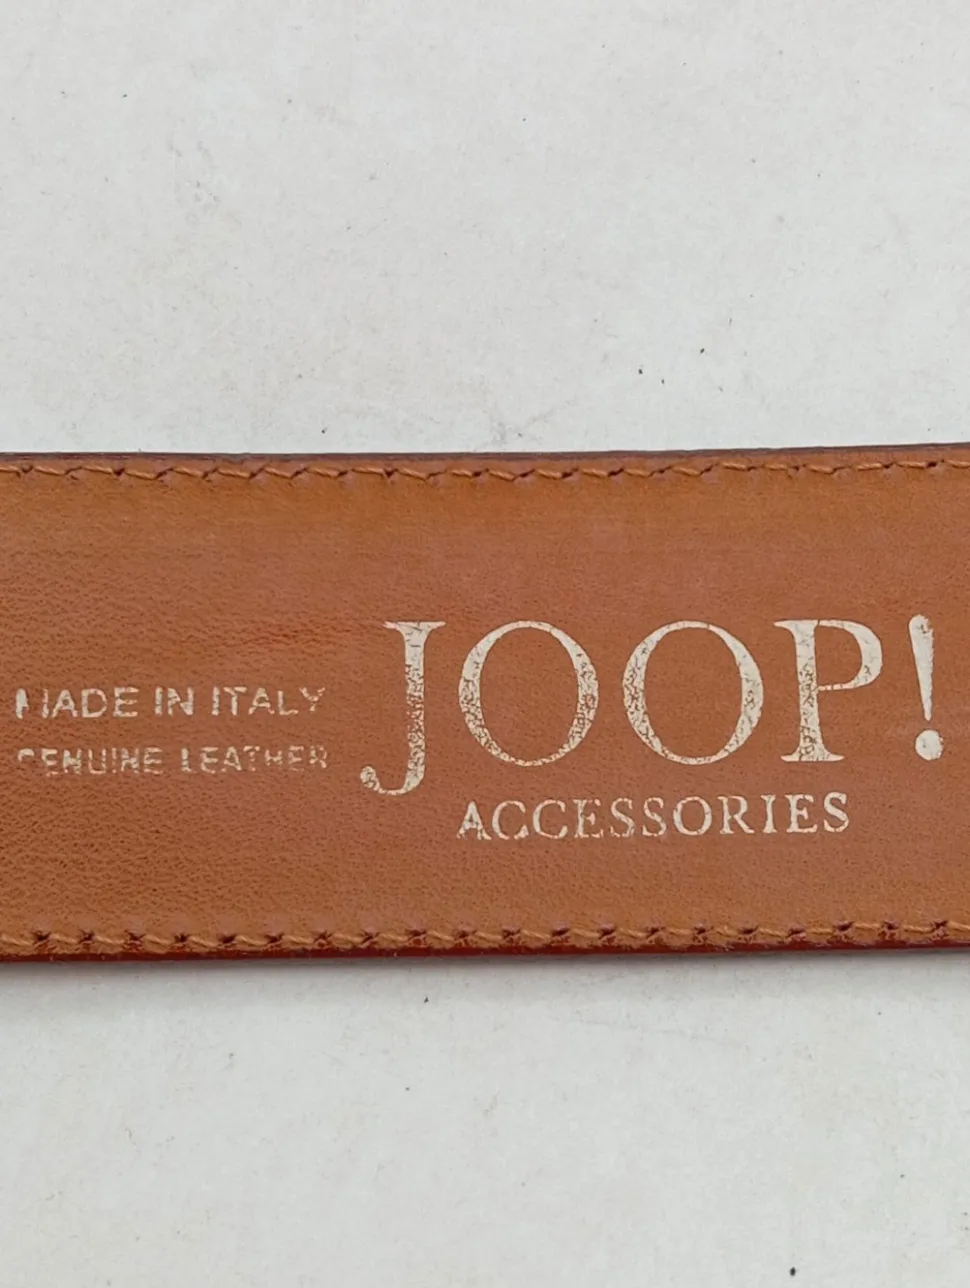 MADE IN ITALY
GENUINE LEATHER
JOOP!
ACCESSORIES